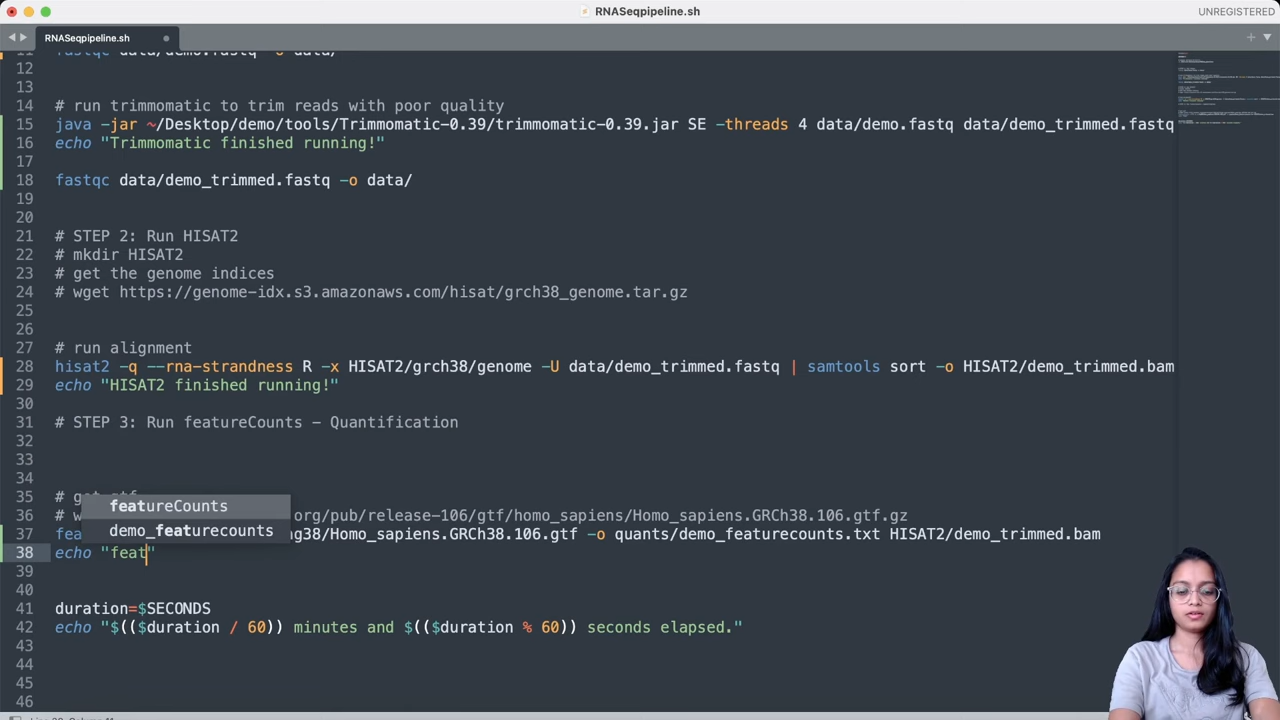 RNASeqpipeline.sh
UNREGISTERED
RNASeqpipeline.sh
11 fastqc data/demo.fastq -o data/
12
13
14 # run trimmomatic to trim reads with poor quality
15 java -jar ~/Desktop/demo/tools/Trimmomatic-0.39/trimmomatic-0.39.jar SE -threads 4 data/demo.fastq data/demo_trimmed.fastq
16 echo "Trimmomatic finished running!"
17
18 fastqc data/demo_trimmed.fastq -o data/
19
20
21 # STEP 2: Run HISAT2
22 # mkdir HISAT2
23 # get the genome indices
24 # wget https://genome-idx.s3.amazonaws.com/hisat/grch38_genome.tar.gz
25
26
27 # run alignment
28 hisat2 -q --rna-strandness R -x HISAT2/grch38/genome -U data/demo_trimmed.fastq | samtools sort -o HISAT2/demo_trimmed.bam
29 echo "HISAT2 finished running!"
30
31 # STEP 3: Run featureCounts - Quantification
32
33
34
35 # get gtf
featureCounts
36 # w org/pub/release-106/gtf/homo_sapiens/Homo_sapiens.GRCh38.106.gtf.gz
demo_featurecounts
37 fea g38/Homo_sapiens.GRCh38.106.gtf -o quants/demo_featurecounts.txt HISAT2/demo_trimmed.bam
38 echo "feat"
39
40
41 duration=$SECONDS
42 echo "$(($duration / 60)) minutes and $(($duration % 60)) seconds elapsed."
43
44
45
46